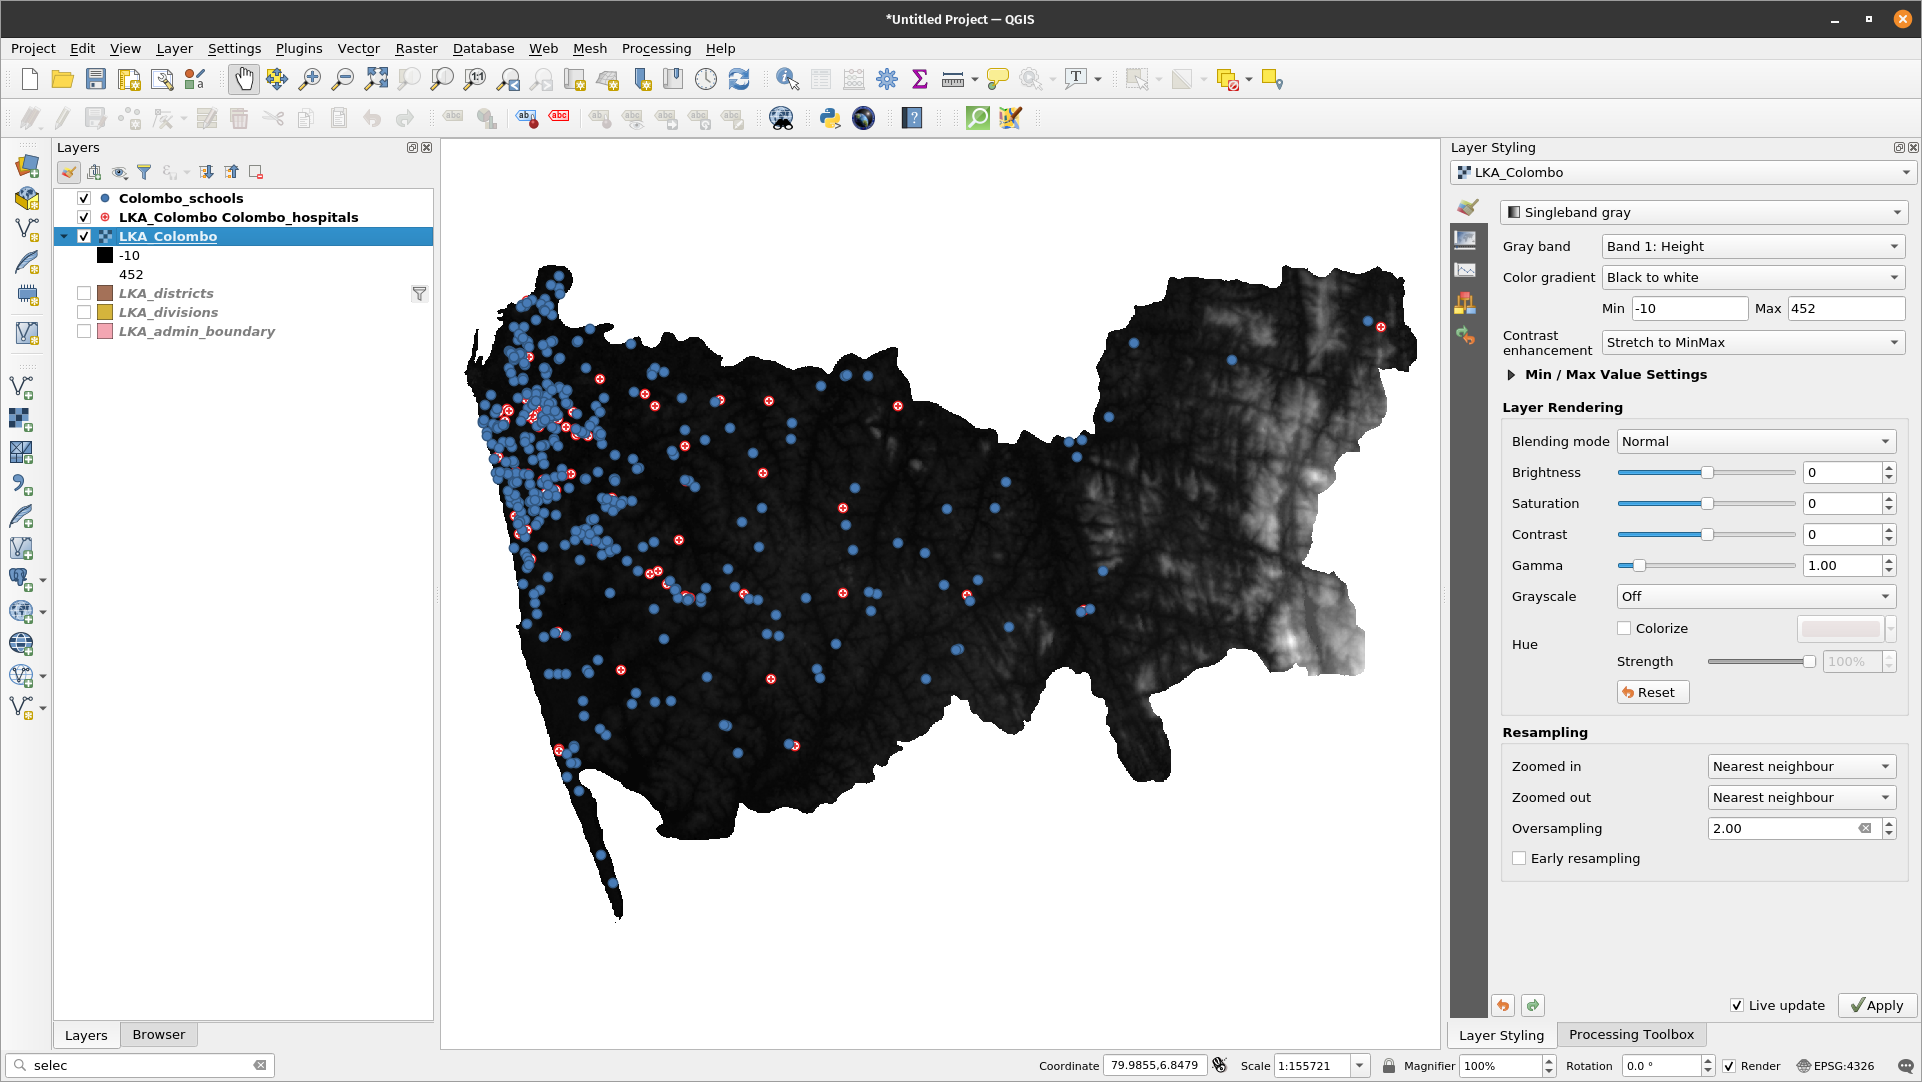 *Untitled Project — QGIS
Project Edit View Layer Settings Plugins Vector Raster Database Web Mesh Processing Help
Layers
Colombo_schools
LKA_Colombo Colombo_hospitals
LKA_Colombo
-10
452
LKA_districts
LKA_divisions
LKA_admin_boundary
Layers Browser
selec
Layer Styling
LKA_Colombo
Singleband gray
Gray band Band 1: Height
Color gradient Black to white
Min -10 Max 452
Contrast enhancement Stretch to MinMax
Min / Max Value Settings
Layer Rendering
Blending mode Normal
Brightness 0
Saturation 0
Contrast 0
Gamma 1.00
Grayscale Off
Hue Colorize
Strength 100%
Reset
Resampling
Zoomed in Nearest neighbour
Zoomed out Nearest neighbour
Oversampling 2.00
Early resampling
Live update Apply
Layer Styling Processing Toolbox
Coordinate 79.9855,6.8479 Scale 1:155721 Magnifier 100% Rotation 0.0 ° Render EPSG:4326